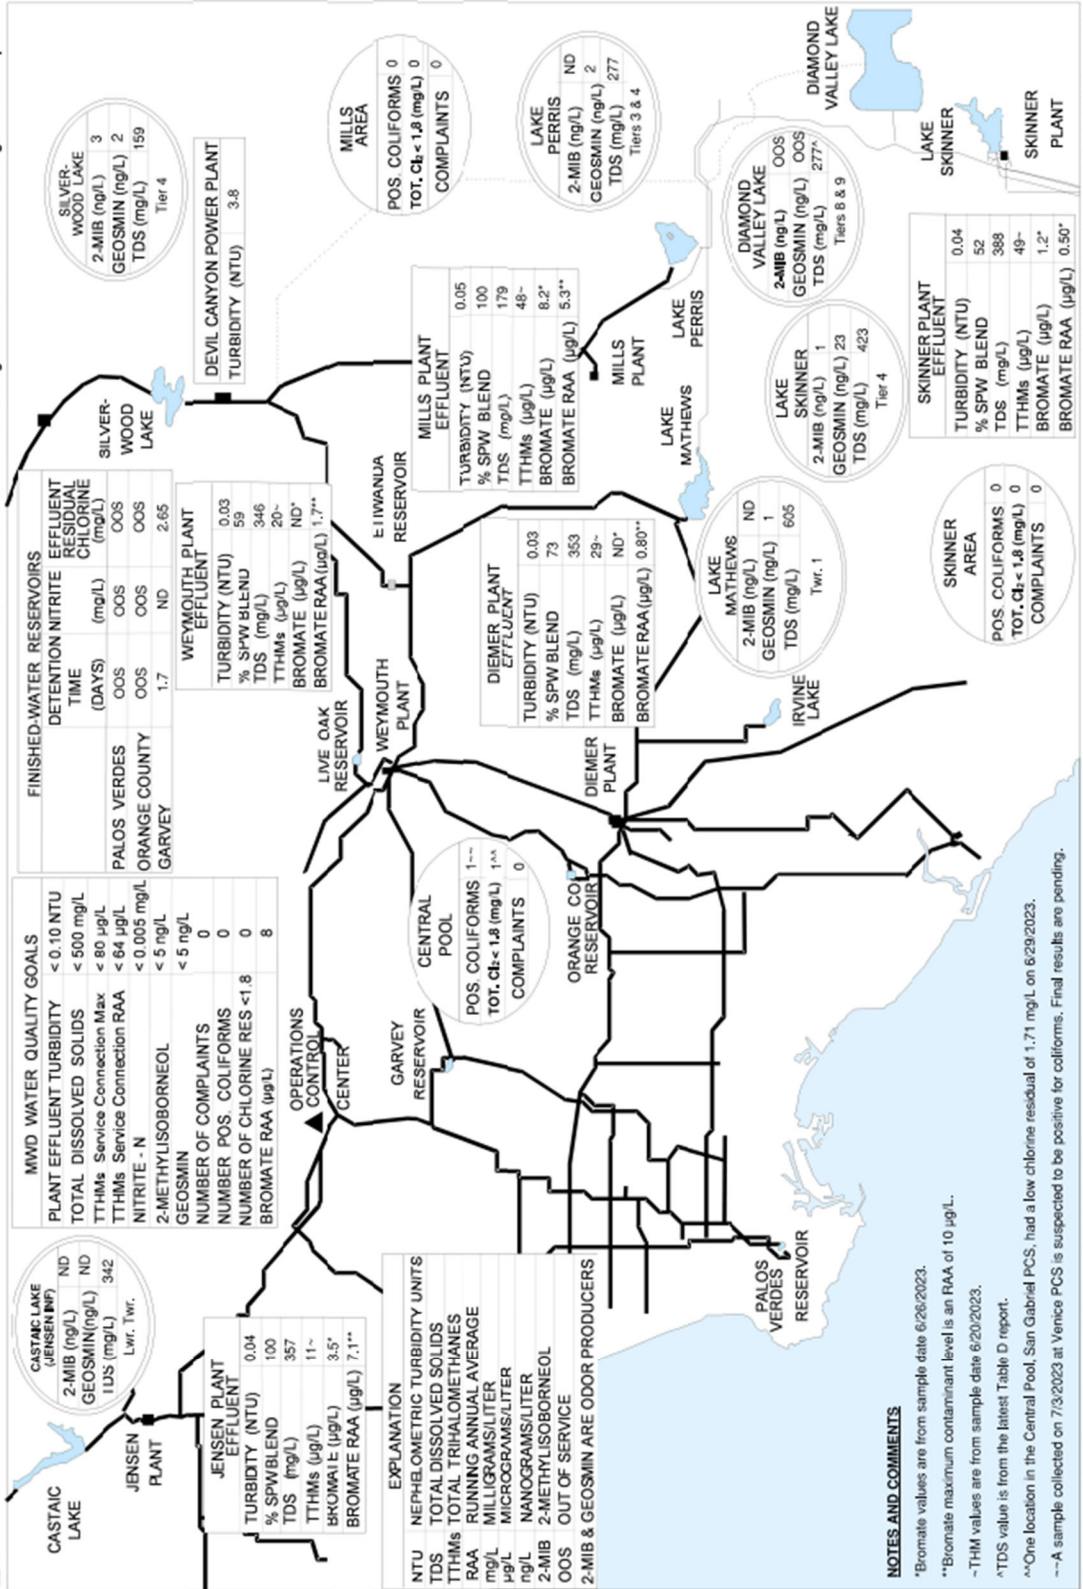 CASTAIC LAKE
(JENSEN INF)
2-MIB (ng/L) ND
GEOSMIN(ng/L) ND
TDS (mg/L) 342
Lwr. Twr.
CASTAIC
LAKE
JENSEN
PLANT
JENSEN PLANT
EFFLUENT
TURBIDITY (NTU) 0.04
% SPW BLEND 100
TDS (mg/L) 357
TTHMs (µg/L) 11~
BROMATE (µg/L) 3.5*
BROMATE RAA (µg/L) 7.1**
MWD WATER QUALITY GOALS
PLANT EFFLUENT TURBIDITY < 0.10 NTU
TOTAL DISSOLVED SOLIDS < 500 mg/L
TTHMs Service Connection Max < 80 µg/L
TTHMs Service Connection RAA < 64 µg/L
NITRITE - N < 0.005 mg/L
2-METHYLISOBORNEOL < 5 ng/L
GEOSMIN < 5 ng/L
NUMBER OF COMPLAINTS 0
NUMBER POS. COLIFORMS 0
NUMBER OF CHLORINE RES <1.8 0
BROMATE RAA (µg/L) 8
FINISHED-WATER RESERVOIRS
DETENTION NITRITE EFFLUENT
TIME RESIDUAL
CHLORINE
(DAYS) (mg/L) (mg/L)
PALOS VERDES OOS OOS OOS
ORANGE COUNTY OOS OOS OOS
GARVEY 1.7 ND 2.65
SILVER-
WOOD LAKE
2-MIB (ng/L) 3
GEOSMIN (ng/L) 2
TDS (mg/L) 159
Tier 4
SILVER-
WOOD
LAKE
DEVIL CANYON POWER PLANT
TURBIDITY (NTU) 3.8
WEYMOUTH PLANT
EFFLUENT
TURBIDITY (NTU) 0.03
% SPW BLEND 59
TDS (mg/L) 346
TTHMs (µg/L) 20~
BROMATE (µg/L) ND*
BROMATE RAA (µg/L) 1.7**
OPERATIONS
CONTROL
CENTER
LIVE OAK
RESERVOIR
WEYMOUTH
PLANT
ETIWANDA
RESERVOIR
MILLS
AREA
POS. COLIFORMS 0
TOT. Cl₂ < 1.8 (mg/L) 0
COMPLAINTS 0
MILLS PLANT
EFFLUENT
TURBIDITY (NTU) 0.05
% SPW BLEND 100
TDS (mg/L) 179
TTHMs (µg/L) 48~
BROMATE (µg/L) 8.2*
BROMATE RAA (µg/L) 5.3**
GARVEY
RESERVOIR
CENTRAL
POOL
POS. COLIFORMS 1~~
TOT. Cl₂ < 1.8 (mg/L) 1^^
COMPLAINTS 0
EXPLANATION
NTU NEPHELOMETRIC TURBIDITY UNITS
TDS TOTAL DISSOLVED SOLIDS
TTHMs TOTAL TRIHALOMETHANES
RAA RUNNING ANNUAL AVERAGE
mg/L MILLIGRAMS/LITER
µg/L MICROGRAMS/LITER
ng/L NANOGRAMS/LITER
2-MIB 2-METHYLISOBORNEOL
OOS OUT OF SERVICE
2-MIB & GEOSMIN ARE ODOR PRODUCERS
DIEMER PLANT
EFFLUENT
TURBIDITY (NTU) 0.03
% SPW BLEND 73
TDS (mg/L) 353
TTHMs (µg/L) 29~
BROMATE (µg/L) ND*
BROMATE RAA(µg/L) 0.80**
DIEMER
PLANT
ORANGE CO
RESERVOIR
MILLS
PLANT
LAKE
PERRIS
LAKE
PERRIS
2-MIB (ng/L) ND
GEOSMIN (ng/L) 2
TDS (mg/L) 277
Tiers 3 & 4
LAKE
MATHEWS
LAKE
MATHEWS
2-MIB (ng/L) ND
GEOSMIN (ng/L) 1
TDS (mg/L) 605
Twr. 1
DIAMOND
VALLEY LAKE
2-MIB (ng/L) OOS
GEOSMIN (ng/L) OOS
TDS (mg/L) 277^
Tiers 8 & 9
DIAMOND
VALLEY LAKE
LAKE
SKINNER
2-MIB (ng/L) 1
GEOSMIN (ng/L) 23
TDS (mg/L) 423
Tier 4
LAKE
SKINNER
SKINNER
PLANT
IRVINE
LAKE
PALOS
VERDES
RESERVOIR
SKINNER
AREA
POS. COLIFORMS 0
TOT. Cl₂ < 1.8 (mg/L) 0
COMPLAINTS 0
SKINNER PLANT
EFFLUENT
TURBIDITY (NTU) 0.04
% SPW BLEND 52
TDS (mg/L) 388
TTHMs (µg/L) 49~
BROMATE (µg/L) 1.2*
BROMATE RAA (µg/L) 0.50*
NOTES AND COMMENTS
*Bromate values are from sample date 6/26/2023.
**Bromate maximum contaminant level is an RAA of 10 µg/L.
~THM values are from sample date 6/20/2023.
^TDS value is from the latest Table D report.
^^One location in the Central Pool, San Gabriel PCS, had a low chlorine residual of 1.71 mg/L on 6/29/2023.
~~A sample collected on 7/3/2023 at Venice PCS is suspected to be positive for coliforms. Final results are pending.